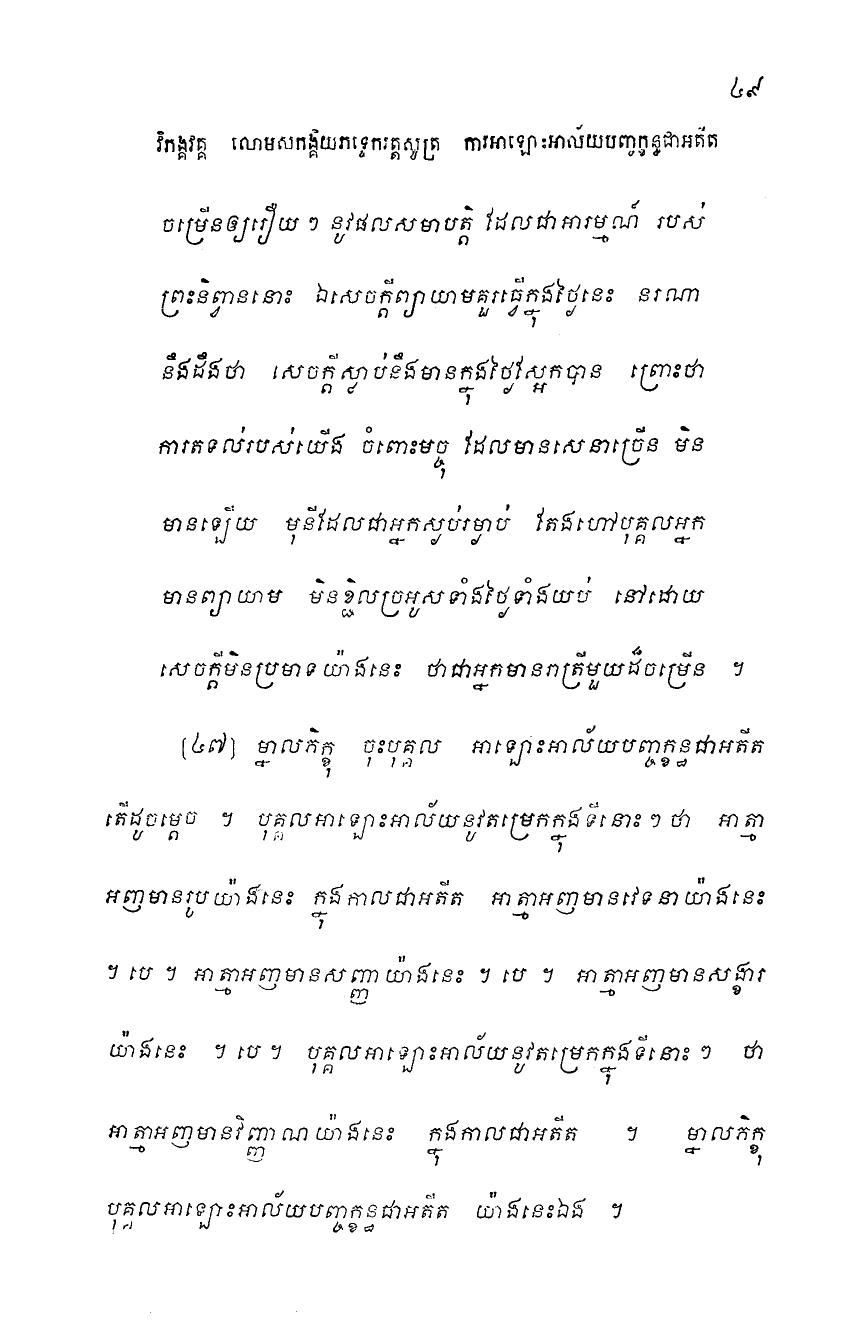 ៤៩
វិភង្គវគ្គ លោមសកង្គិយភទ្ទេករត្តសូត្រ ការអាឡោះអាល័យបញ្ចក្ខន្ធជាអតីត
ចម្រើនឲ្យរឿយ ៗ នូវផលសមាបត្តិ ដែលជាអារម្មណ៍ របស់
ព្រះនិព្វាននោះ ឯសេចក្តីព្យាយាមគួរធ្វើក្នុងថ្ងៃនេះ នរណា
នឹងដឹងថា សេចក្តីស្លាប់នឹងមានក្នុងថ្ងៃស្អែកបាន ព្រោះថា
ការតទល់របស់យើង ចំពោះមច្ចុ ដែលមានសេនាច្រើន មិន
មានឡើយ មុនីដែលជាអ្នកស្ងប់រម្ងាប់ តែងហៅបុគ្គលអ្នក
មានព្យាយាម មិនខ្ជិលច្រអូសទាំងថ្ងៃទាំងយប់ នៅដោយ
សេចក្តីមិនប្រមាទយ៉ាងនេះ ថាជាអ្នកមានរាត្រីមួយដ៏ចម្រើន ។
[៤៧] ម្នាលភិក្ខុ ចុះបុគ្គល អាឡោះអាល័យបញ្ចក្ខន្ធជាអតីត
តើដូចម្តេច ។ បុគ្គលអាឡោះអាល័យនូវតម្រេកក្នុងទីនោះ ៗ ថា អាត្មា
អញមានរូបយ៉ាងនេះ ក្នុងកាលជាអតីត អាត្មាអញមានវេទនាយ៉ាងនេះ
។ បេ ។ អាត្មាអញមានសញ្ញាយ៉ាងនេះ ។ បេ ។ អាត្មាអញមានសង្ខារ
យ៉ាងនេះ ។ បេ ។ បុគ្គលអាឡោះអាល័យនូវតម្រេកក្នុងទីនោះ ៗ ថា
អាត្មាអញមានវិញ្ញាណយ៉ាងនេះ ក្នុងកាលជាអតីត ។ ម្នាលភិក្ខុ
បុគ្គលអាឡោះអាល័យបញ្ចក្ខន្ធជាអតីត យ៉ាងនេះឯង ។